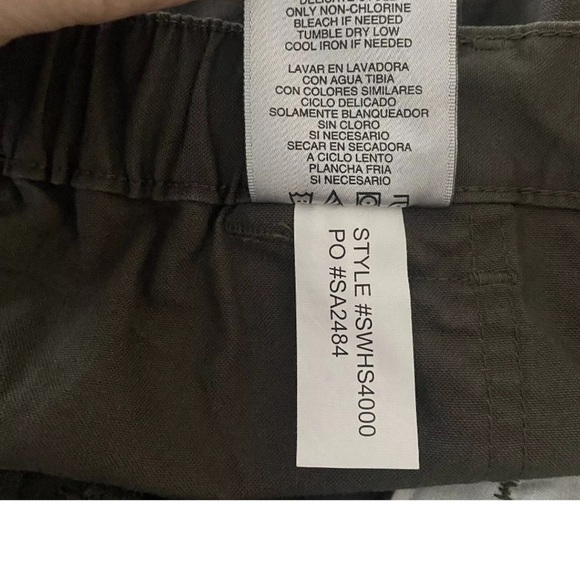 ONLY NON-CHLORINE
BLEACH IF NEEDED
TUMBLE DRY LOW
COOL IRON IF NEEDED
LAVAR EN LAVADORA
CON AGUA TIBIA
CON COLORES SIMILARES
CICLO DELICADO
SOLAMENTE BLANQUEADOR
SIN CLORO
SI NECESARIO
SECAR EN SECADORA
A CICLO LENTO
PLANCHA FRIA
SI NECESARIO
STYLE #SWHS4000
PO #SA2484